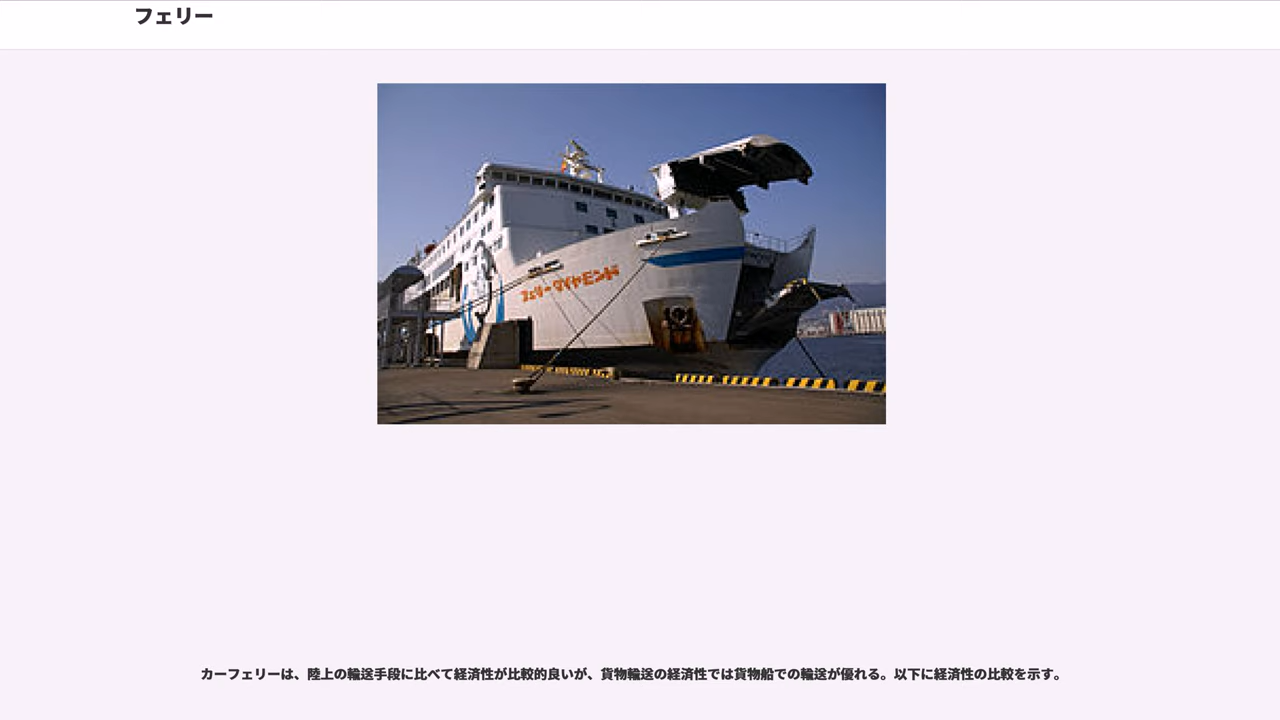 フェリー
フェリーダイヤモンド
カーフェリーは、陸上の輸送手段に比べて経済性が比較的良いが、貨物輸送の経済性では貨物船での輸送が優れる。以下に経済性の比較を示す。